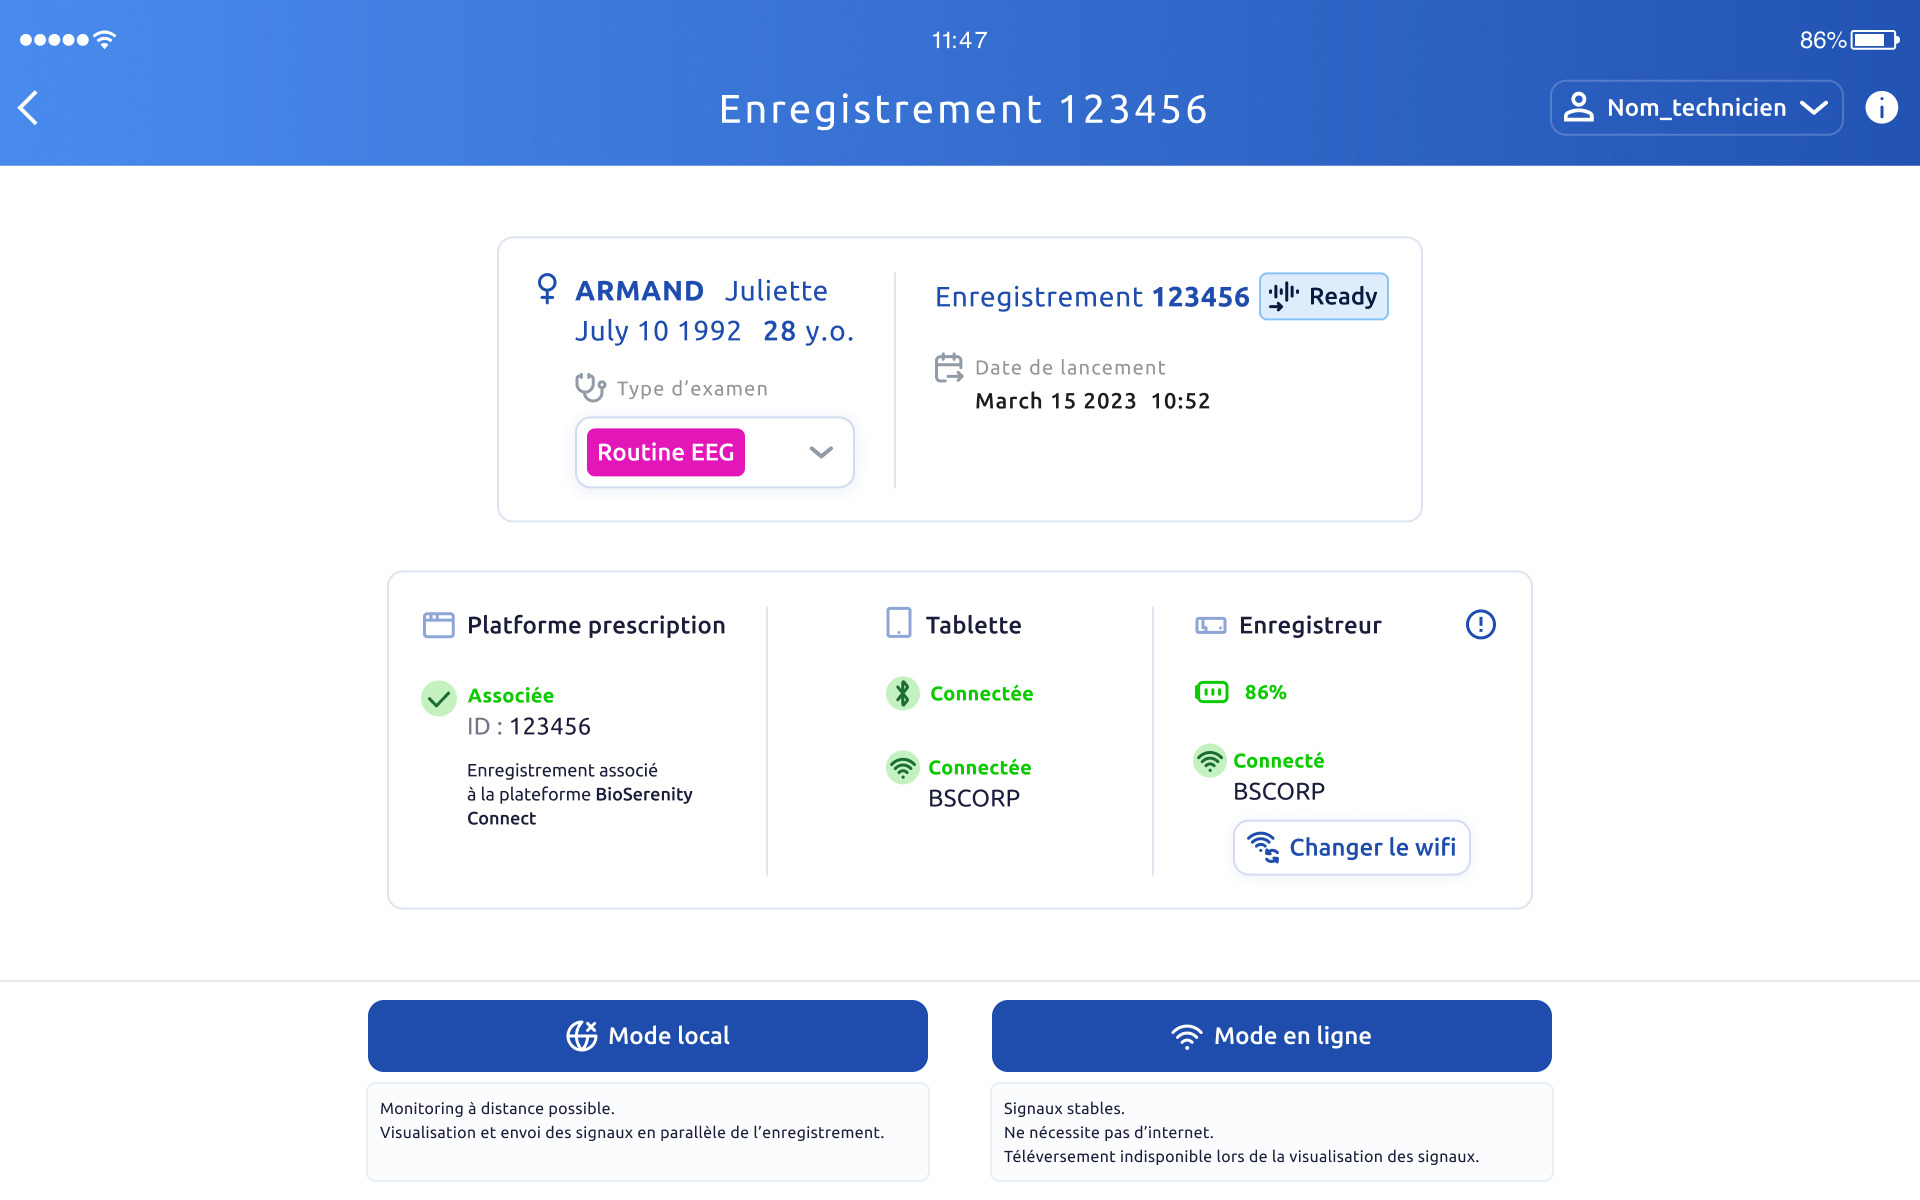 11:47
86%
Enregistrement 123456
Nom_technicien
ARMAND Juliette
July 10 1992 28 y.o.
Type d'examen
Routine EEG
Enregistrement 123456
Ready
Date de lancement
March 15 2023 10:52
Platforme prescription
Associée
ID : 123456
Enregistrement associé
à la plateforme BioSerenity
Connect
Tablette
Connectée
Connectée
BSCORP
Enregistreur
86%
Connecté
BSCORP
Changer le wifi
Mode local
Monitoring à distance possible.
Visualisation et envoi des signaux en parallèle de l'enregistrement.
Mode en ligne
Signaux stables.
Ne nécessite pas d'internet.
Téléversement indisponible lors de la visualisation des signaux.